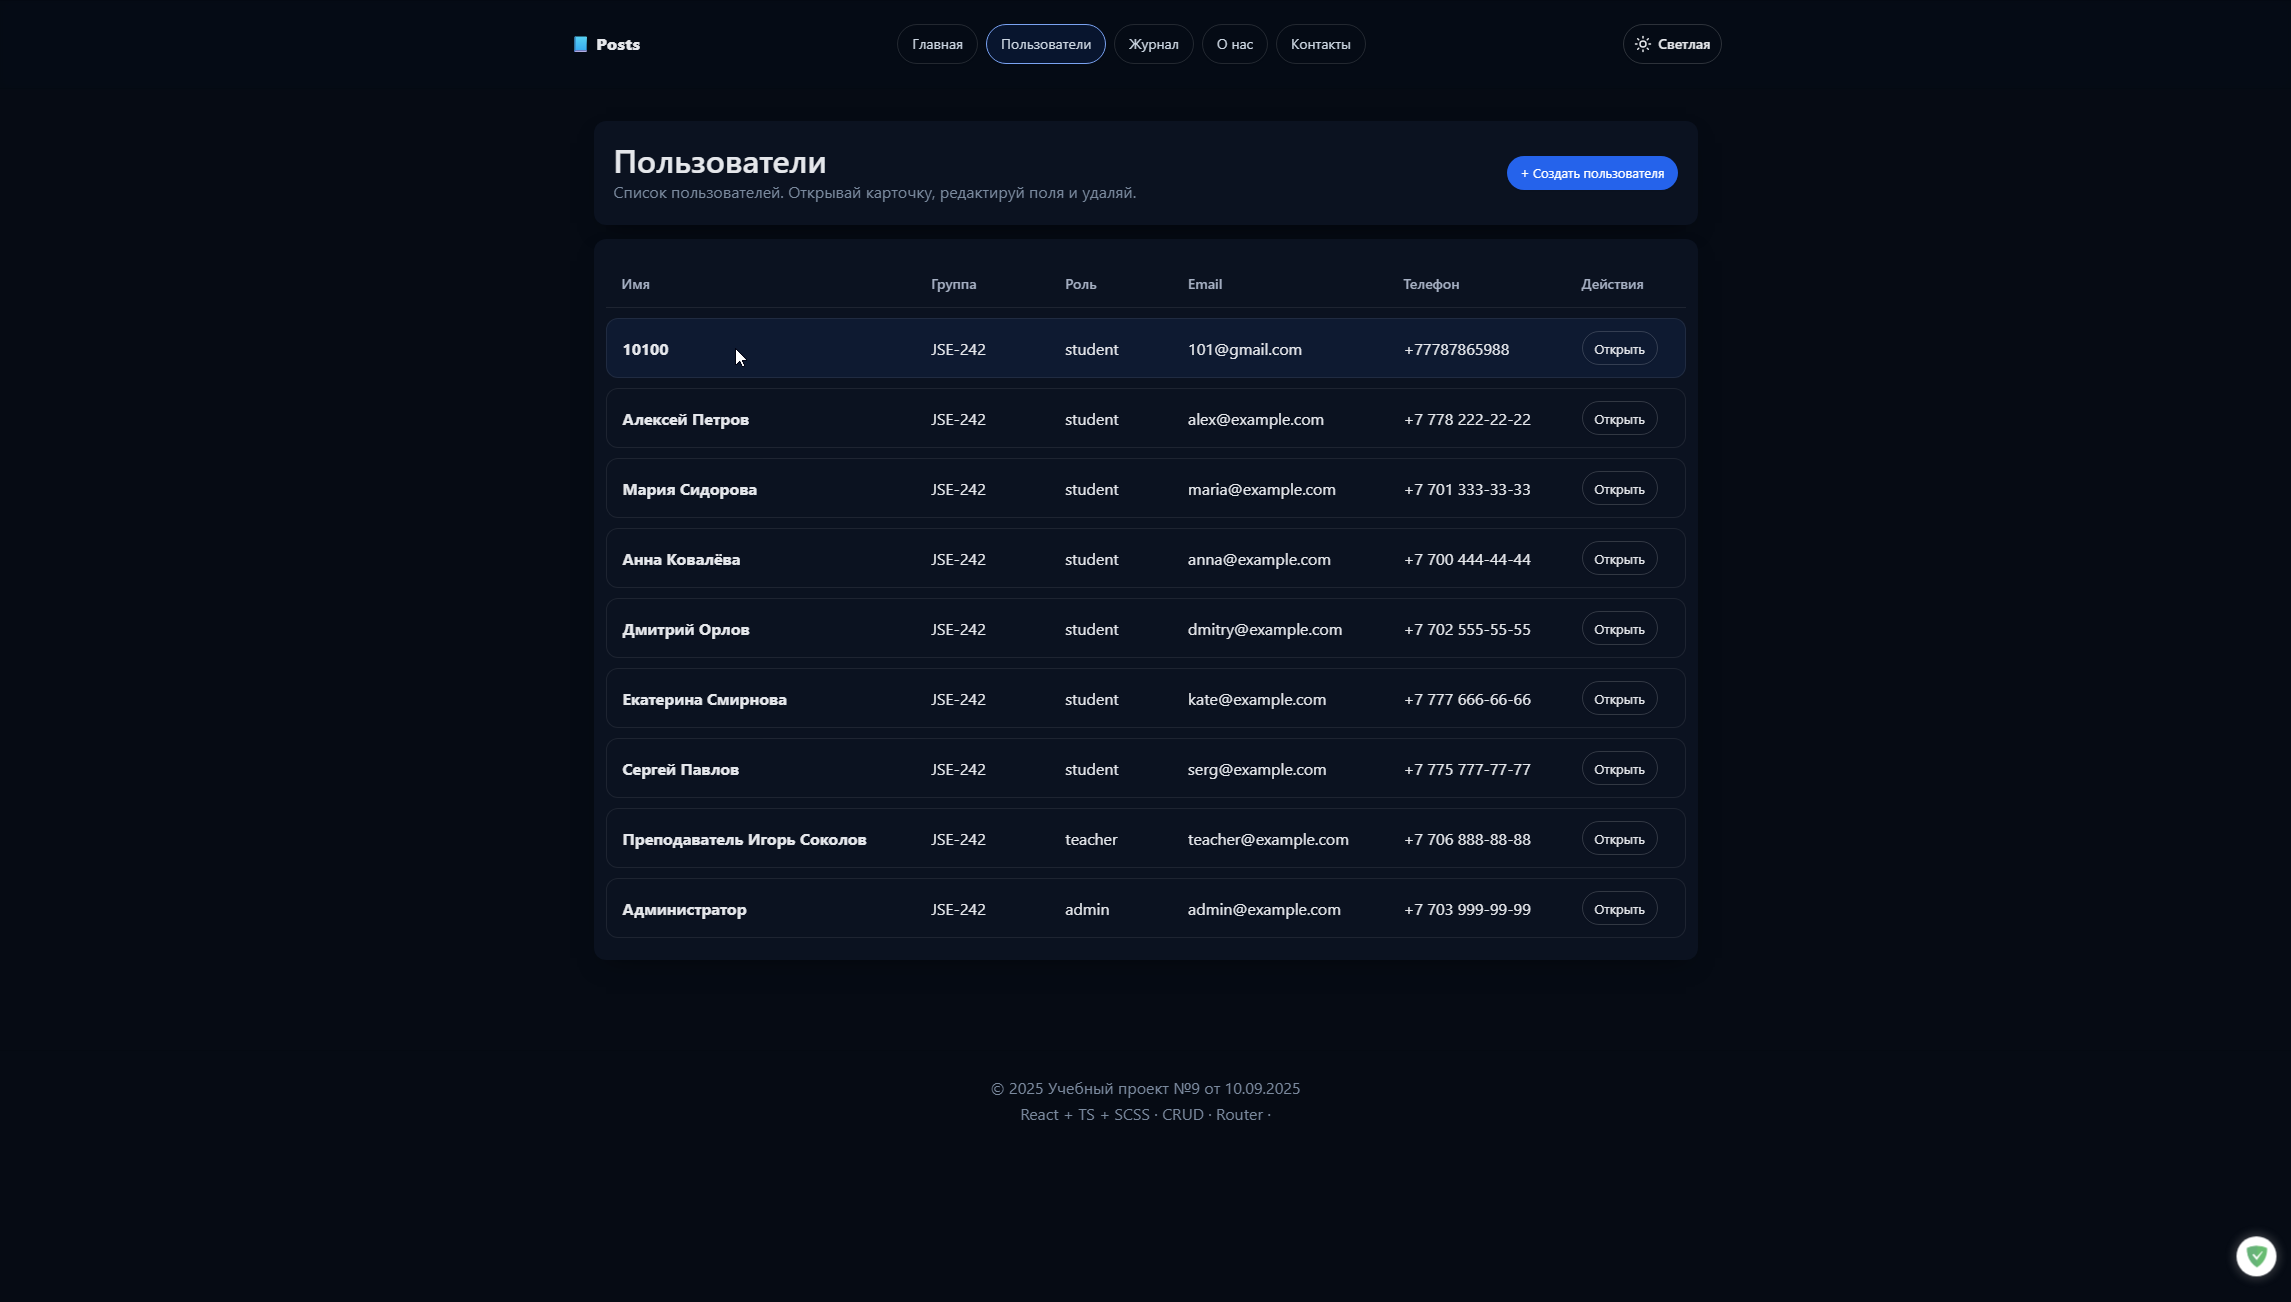 Posts
Главная Пользователи Журнал О нас Контакты
Светлая
Пользователи
Список пользователей. Открывай карточку, редактируй поля и удаляй.
+ Создать пользователя
Имя Группа Роль Email Телефон Действия
10100 JSE-242 student 101@gmail.com +77787865988 Открыть
Алексей Петров JSE-242 student alex@example.com +7 778 222-22-22 Открыть
Мария Сидорова JSE-242 student maria@example.com +7 701 333-33-33 Открыть
Анна Ковалёва JSE-242 student anna@example.com +7 700 444-44-44 Открыть
Дмитрий Орлов JSE-242 student dmitry@example.com +7 702 555-55-55 Открыть
Екатерина Смирнова JSE-242 student kate@example.com +7 777 666-66-66 Открыть
Сергей Павлов JSE-242 student serg@example.com +7 775 777-77-77 Открыть
Преподаватель Игорь Соколов JSE-242 teacher teacher@example.com +7 706 888-88-88 Открыть
Администратор JSE-242 admin admin@example.com +7 703 999-99-99 Открыть
© 2025 Учебный проект №9 от 10.09.2025
React + TS + SCSS · CRUD · Router ·